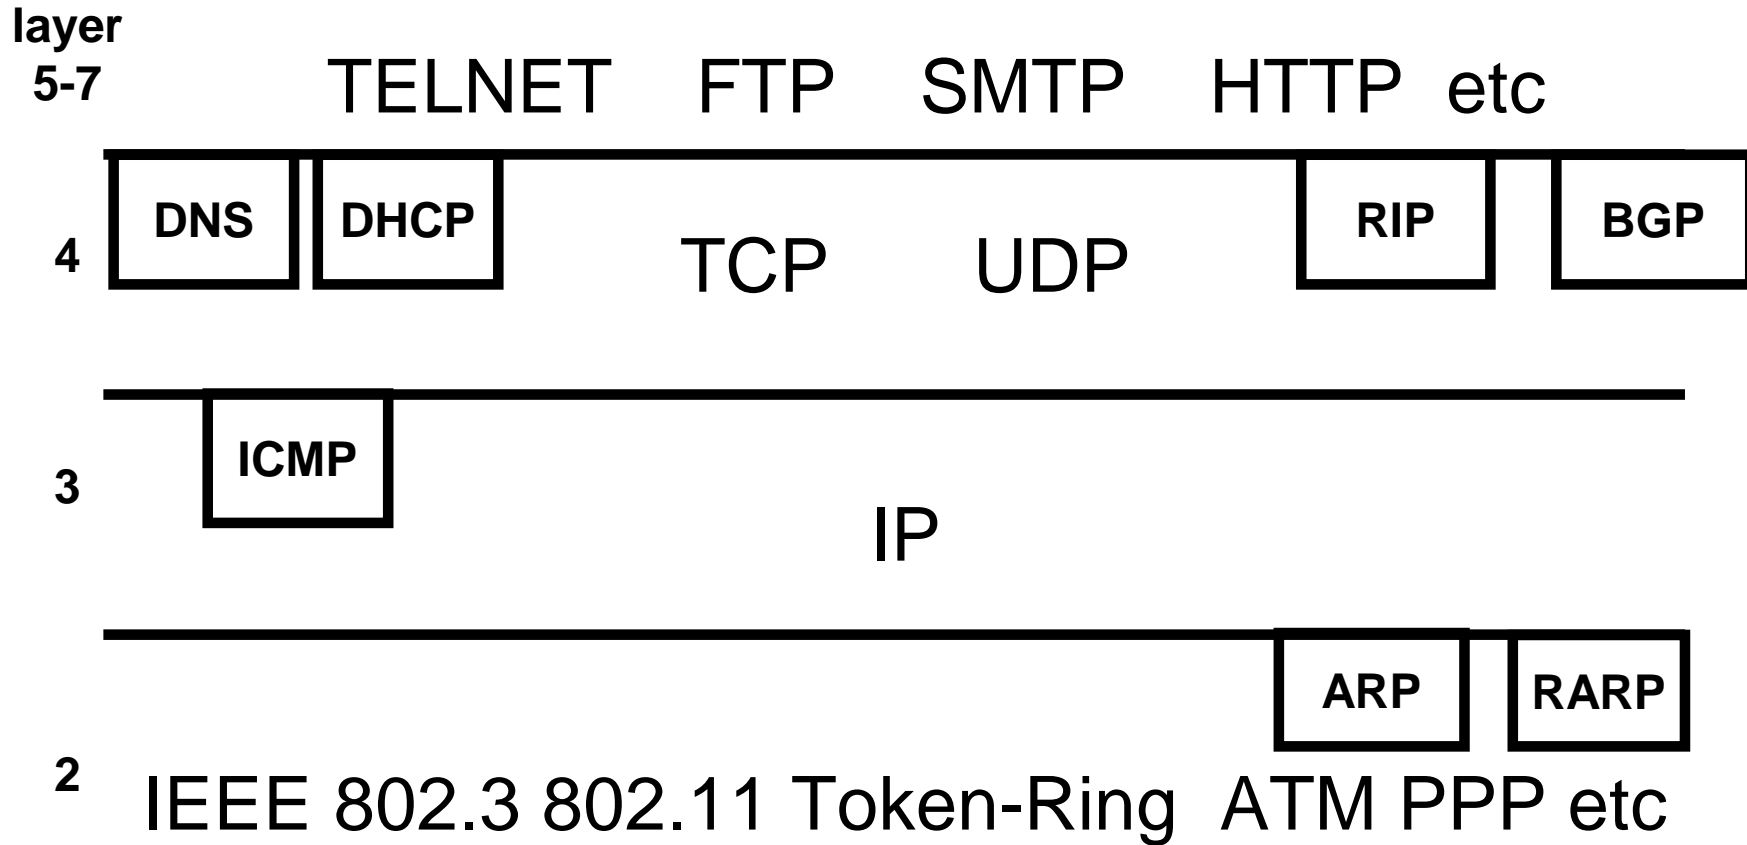 layer
5-7
TELNET FTP SMTP HTTP etc
DNS DHCP RIP BGP
4
TCP UDP
ICMP
3
IP
ARP RARP
2
IEEE 802.3 802.11 Token-Ring ATM PPP etc